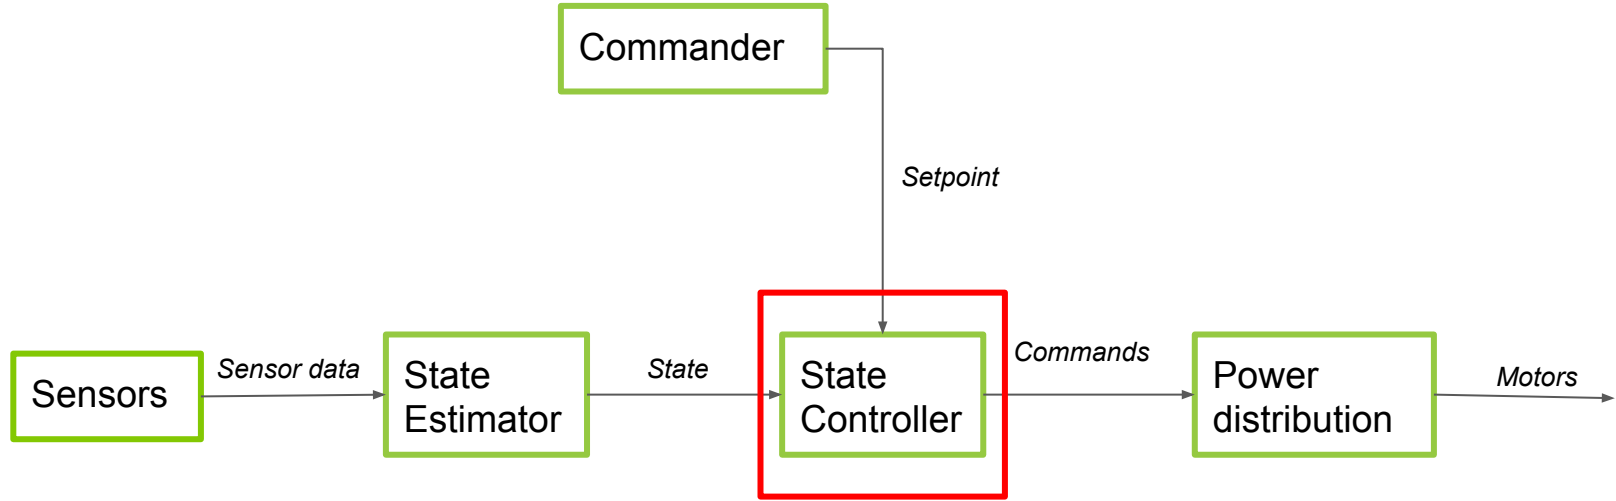 Commander
Setpoint
Sensors
Sensor data
State
Estimator
State
State
Controller
Commands
Power
distribution
Motors